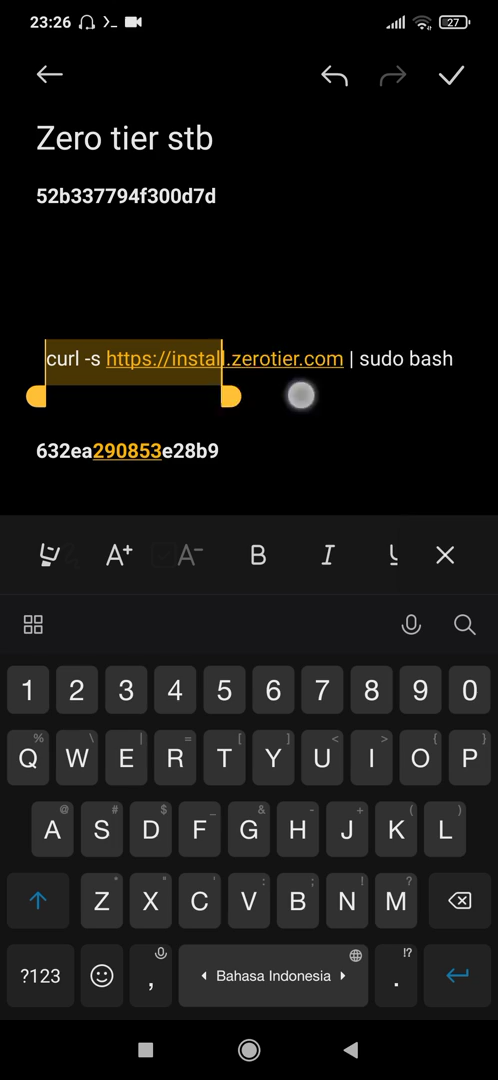 23:26
27
Zero tier stb
52b337794f300d7d
curl -s https://install.zerotier.com | sudo bash
632ea290853e28b9
A+ A- B I U
1 2 3 4 5 6 7 8 9 0
% \ | = [ ] < > { }
Q W E R T Y U I O P
@ # $ _ & - + ( )
A S D F G H J K L
* " ' : ; ! ?
Z X C V B N M
!?
?123 , Bahasa Indonesia .